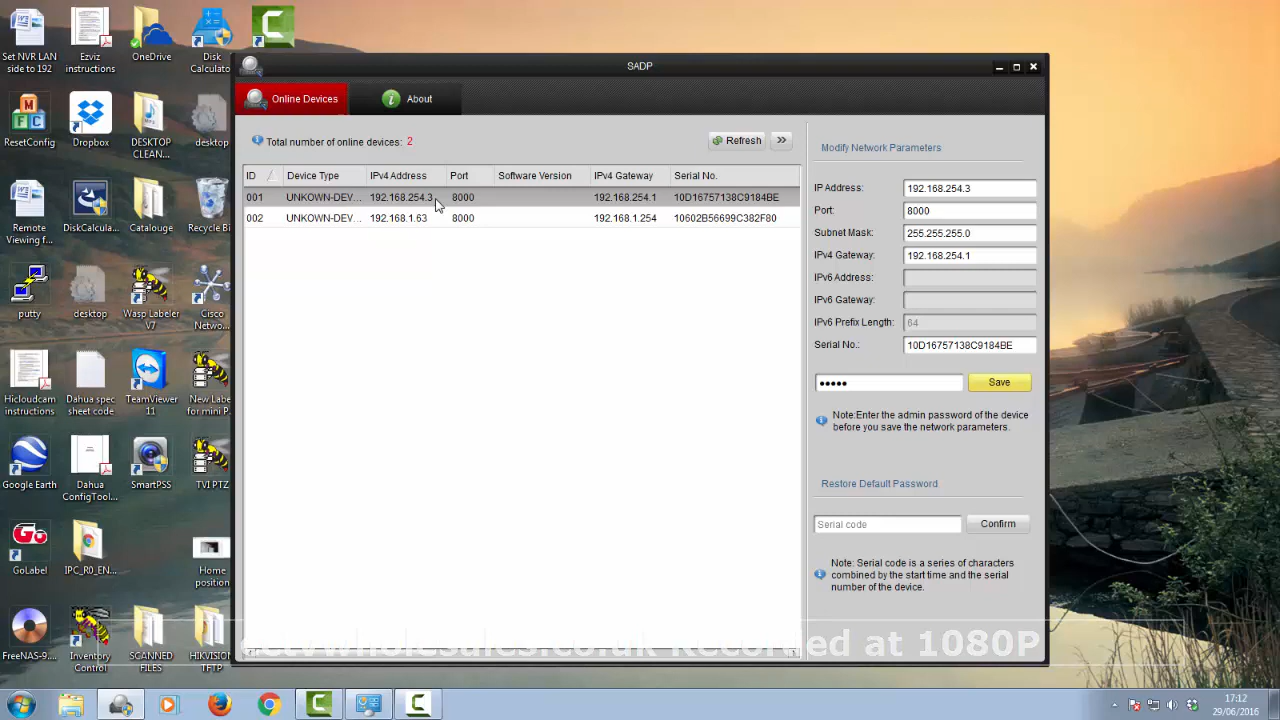 Set NVR LAN side to 192
Ezviz instructions
OneDrive
Disk Calculat...
SADP
Online Devices
About
Total number of online devices: 2
Refresh
ID Device Type IPv4 Address Port Software Version IPv4 Gateway Serial No.
001 UNKOWN-DEV... 192.168.254.3 8000 192.168.254.1 10D16757138C9184BE
002 UNKOWN-DEV... 192.168.1.63 8000 192.168.1.254 10602B56699C382F80
Modify Network Parameters
IP Address: 192.168.254.3
Port: 8000
Subnet Mask: 255.255.255.0
IPv4 Gateway: 192.168.254.1
IPv6 Address:
IPv6 Gateway:
IPv6 Prefix Length: 64
Serial No.: 10D16757138C9184BE
●●●●● Save
Note:Enter the admin password of the device
before you save the network parameters.
Restore Default Password
Serial code Confirm
Note: Serial code is a series of characters
combined by the start time and the serial
number of the device.
ResetConfig
Dropbox
DESKTOP CLEAN...
desktop
Remote Viewing f...
DiskCalcula...
Catalouge
Recycle Bi
putty
desktop
Wasp Labeler V7
Cisco Netwo...
Hicloudcam instructions
Dahua spec sheet code
TeamViewer 11
New Label for mini P...
Google Earth
Dahua ConfigTool...
SmartPSS
TVI PTZ
GoLabel
IPC_R0_EN...
Home position
FreeNAS-9....
Inventory Control
SCANNED FILES
HIKVISION TFTP
cctvwholesales.co.uk Recorded at 1080P
17:12
29/06/2016